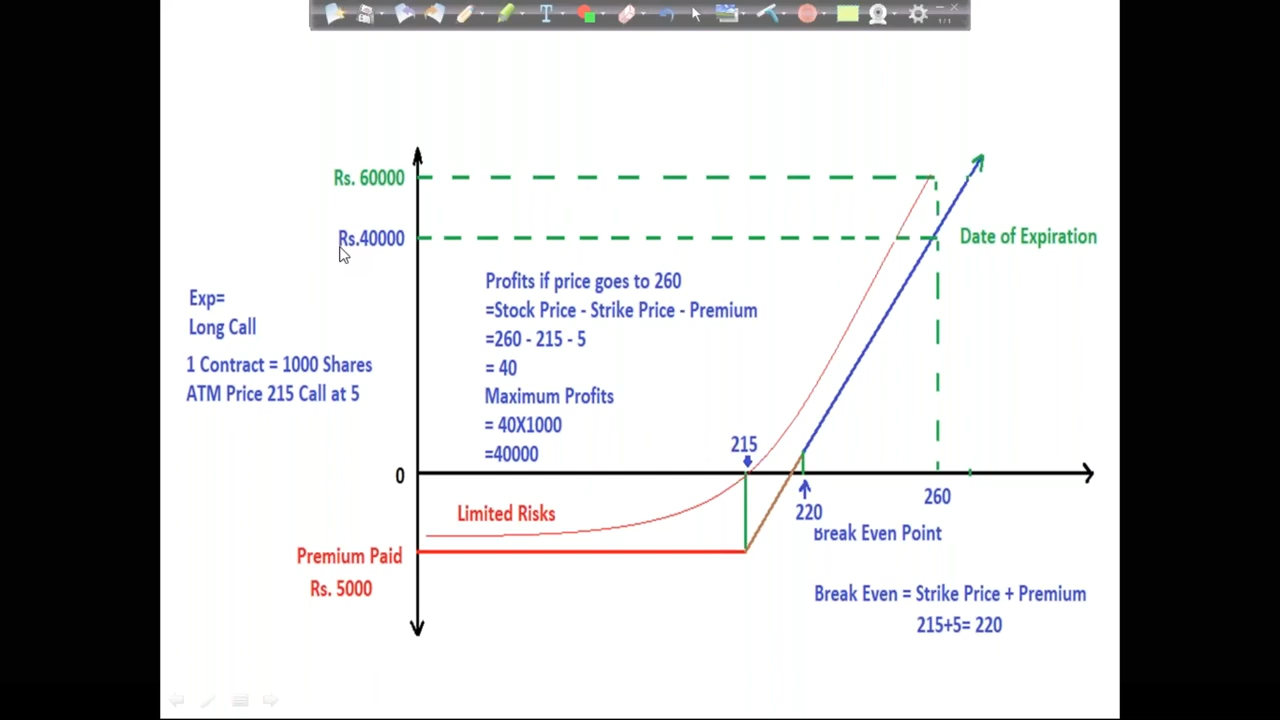 1/1
Rs. 60000
Rs.40000
Date of Expiration
Exp=
Long Call
1 Contract = 1000 Shares
ATM Price 215 Call at 5
Profits if price goes to 260
=Stock Price - Strike Price - Premium
=260 - 215 - 5
= 40
Maximum Profits
= 40X1000
=40000
215
0
220
260
Break Even Point
Limited Risks
Premium Paid
Rs. 5000
Break Even = Strike Price + Premium
215+5= 220